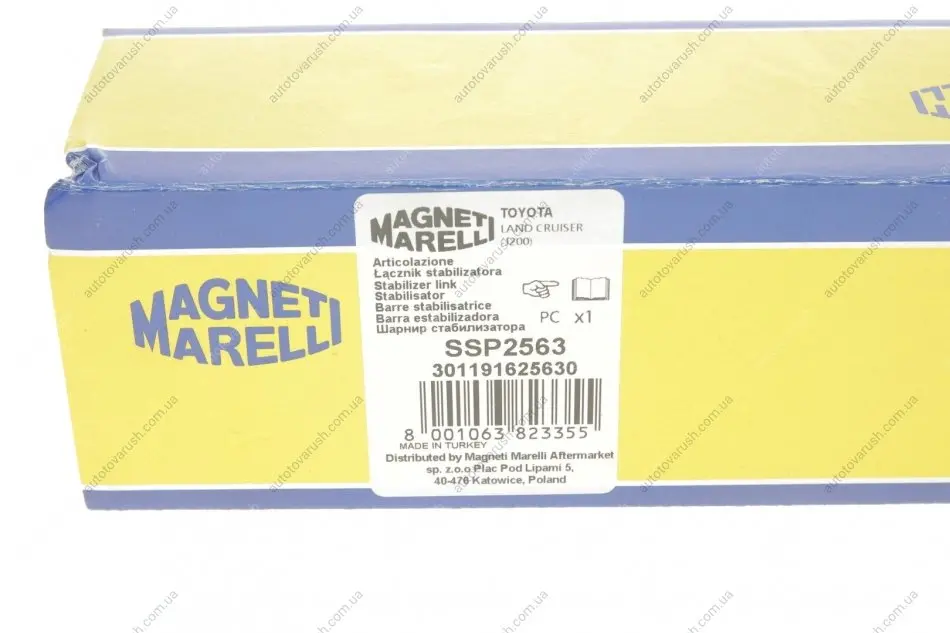 MAGNETI
MARELLI
TOYOTA
LAND CRUISER
(J200)
Articolazione
Łącznik stabilizatora
Stabilizer link
Stabilisator
Barre stabilisatrice
Barra estabilizadora
Шарнир стабилизатора
PC x1
SSP2563
301191625630
8 001063 823355
MADE IN TURKEY
Distributed by Magneti Marelli Aftermarket
sp. z.o.o Plac Pod Lipami 5,
40-476 Katowice, Poland
MAGNETI
MARELLI
autotovarush.com.ua